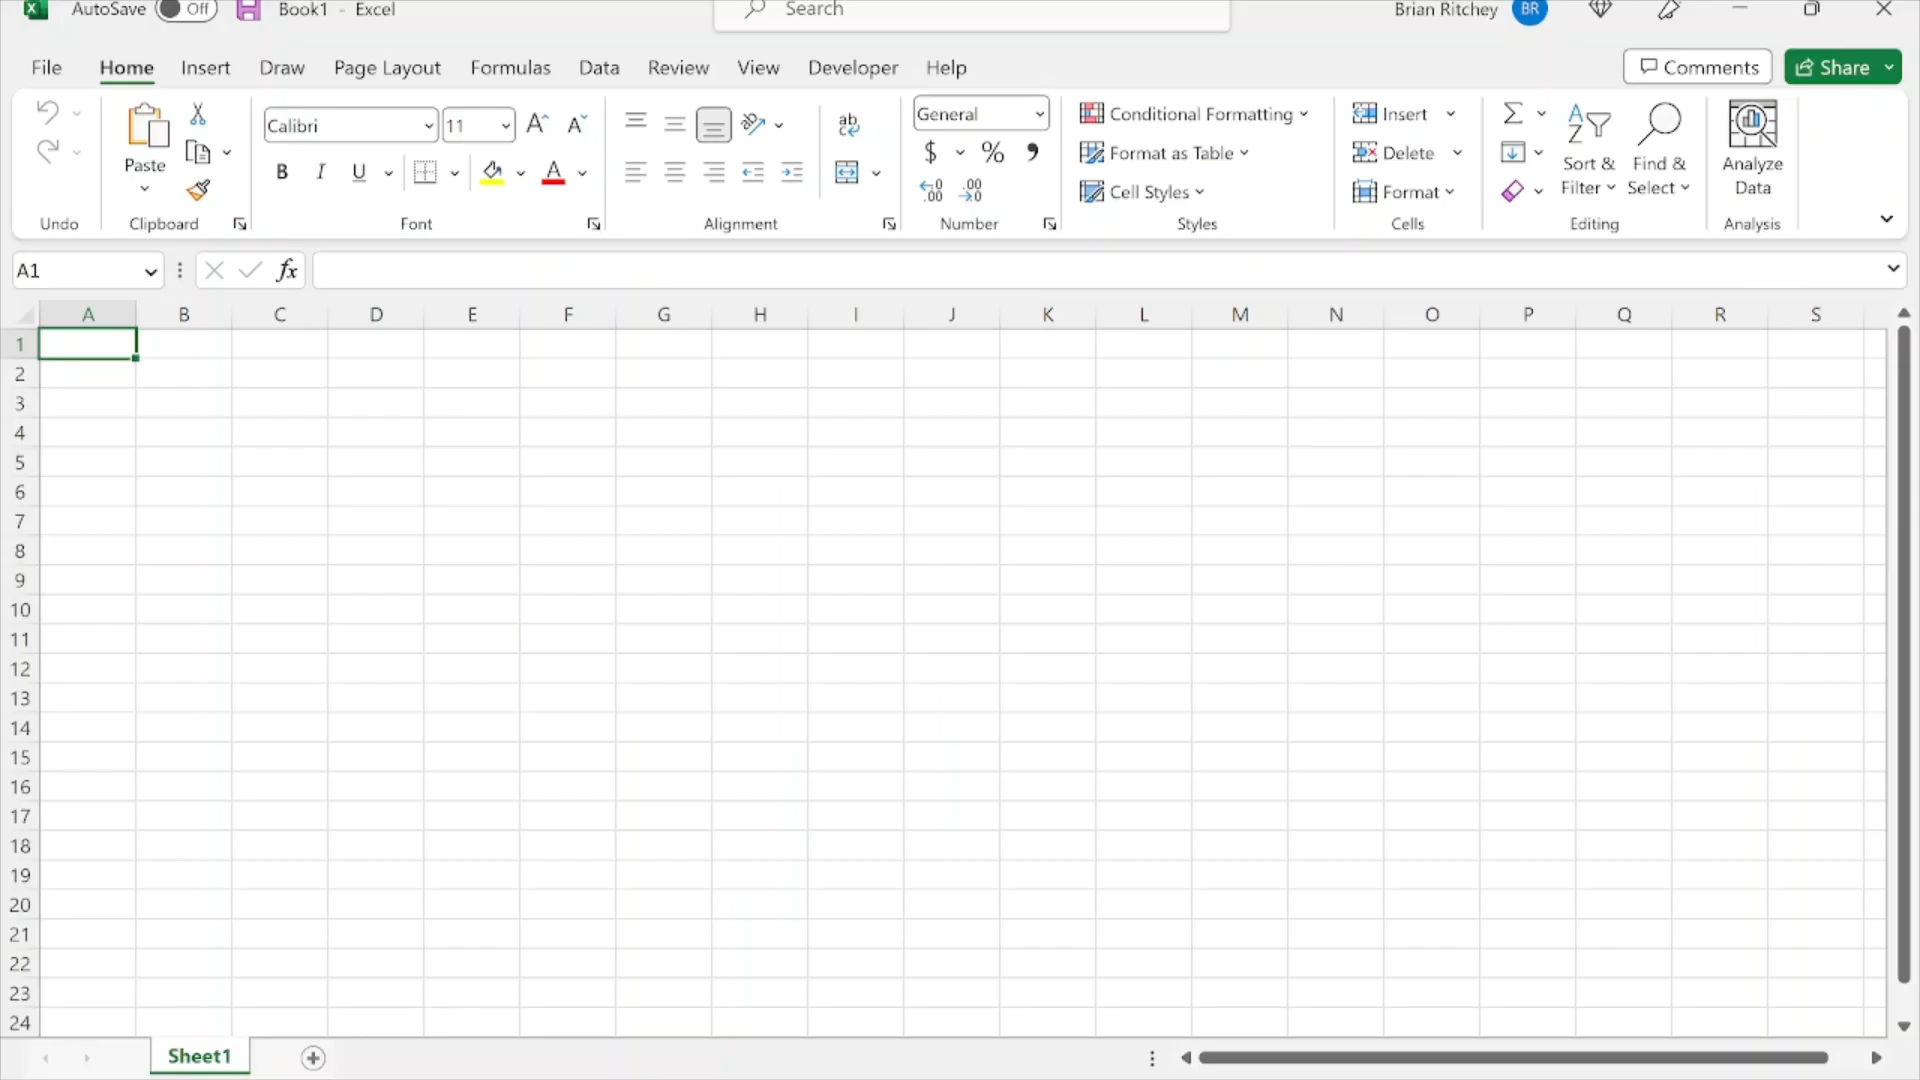 AutoSave Off Book1 - Excel Search Brian Ritchey BR
File Home Insert Draw Page Layout Formulas Data Review View Developer Help Comments Share
Paste
Undo Clipboard
Calibri 11
B I U A
Font
ab
Alignment
General
$ % ,
.00 .00
Number
Conditional Formatting
Format as Table
Cell Styles
Styles
Insert
Delete
Format
Cells
Sort &
Filter
Find &
Select
Editing
Analyze
Data
Analysis
A1 fx
A B C D E F G H I J K L M N O P Q R S
1
2
3
4
5
6
7
8
9
10
11
12
13
14
15
16
17
18
19
20
21
22
23
24
Sheet1